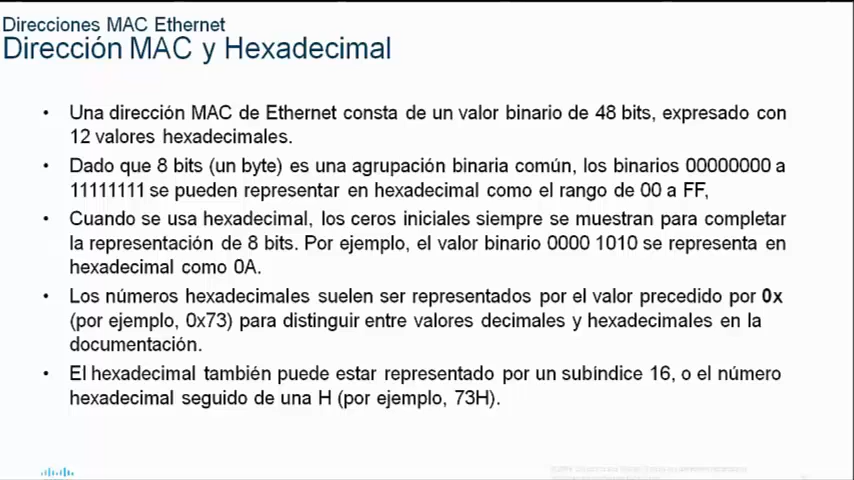 Direcciones MAC Ethernet
Dirección MAC y Hexadecimal
• Una dirección MAC de Ethernet consta de un valor binario de 48 bits, expresado con
12 valores hexadecimales.
• Dado que 8 bits (un byte) es una agrupación binaria común, los binarios 00000000 a
11111111 se pueden representar en hexadecimal como el rango de 00 a FF,
• Cuando se usa hexadecimal, los ceros iniciales siempre se muestran para completar
la representación de 8 bits. Por ejemplo, el valor binario 0000 1010 se representa en
hexadecimal como 0A.
• Los números hexadecimales suelen ser representados por el valor precedido por 0x
(por ejemplo, 0x73) para distinguir entre valores decimales y hexadecimales en la
documentación.
• El hexadecimal también puede estar representado por un subíndice 16, o el número
hexadecimal seguido de una H (por ejemplo, 73H).